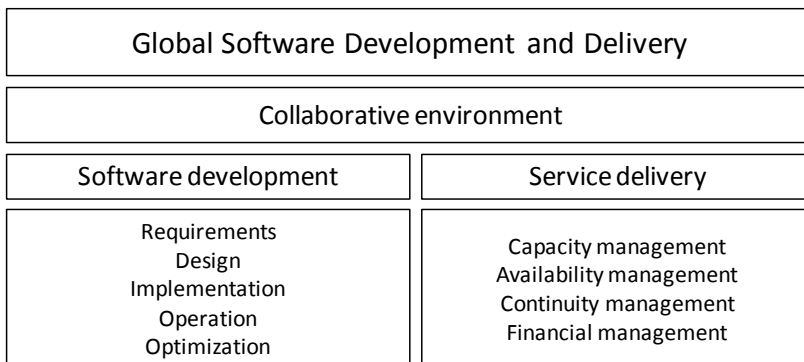 Global Software Development and Delivery
Collaborative environment
Software development
Service delivery
Requirements
Design
Implementation
Operation
Optimization
Capacity management
Availability management
Continuity management
Financial management